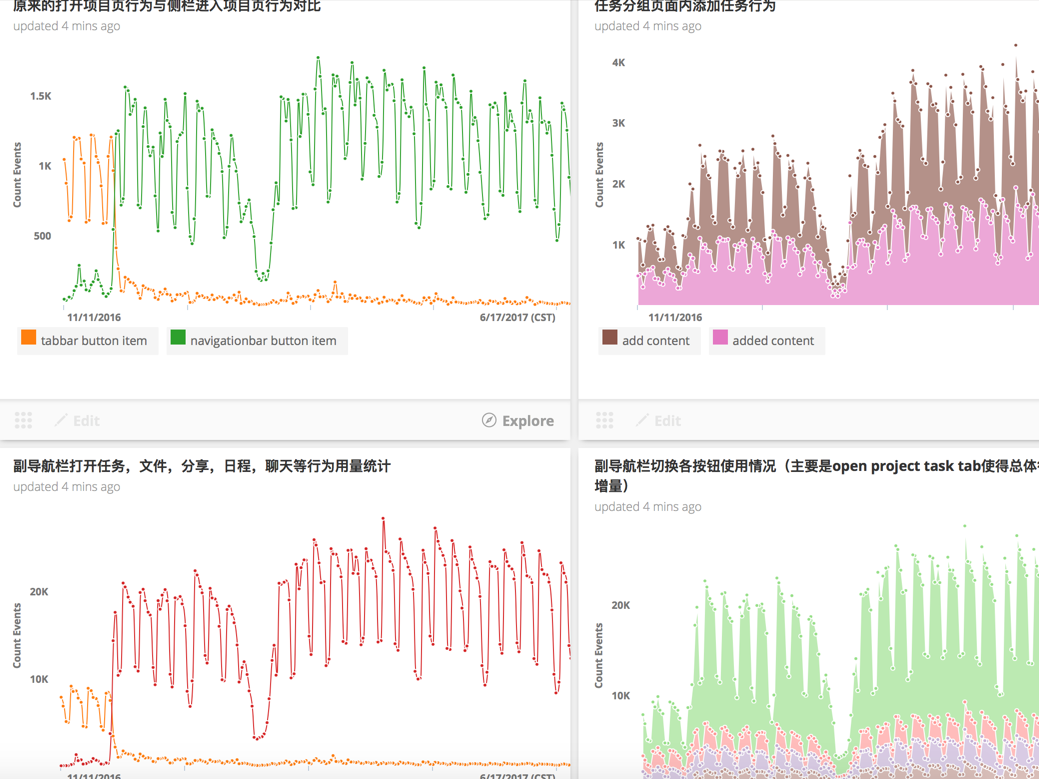 原来的打开项目页行为与侧栏进入项目页行为对比
updated 4 mins ago
Count Events
1.5K
1K
500
11/11/2016
6/17/2017 (CST)
tabbar button item
navigationbar button item
Edit
Explore
任务分组页面内添加任务行为
updated 4 mins ago
Count Events
4K
3K
2K
1K
11/11/2016
add content
added content
Edit
副导航栏打开任务，文件，分享，日程，聊天等行为用量统计
updated 4 mins ago
Count Events
20K
10K
11/11/2016
6/17/2017 (CST)
副导航栏切换各按钮使用情况（主要是open project task tab使得总体
增量）
updated 4 mins ago
Count Events
20K
10K